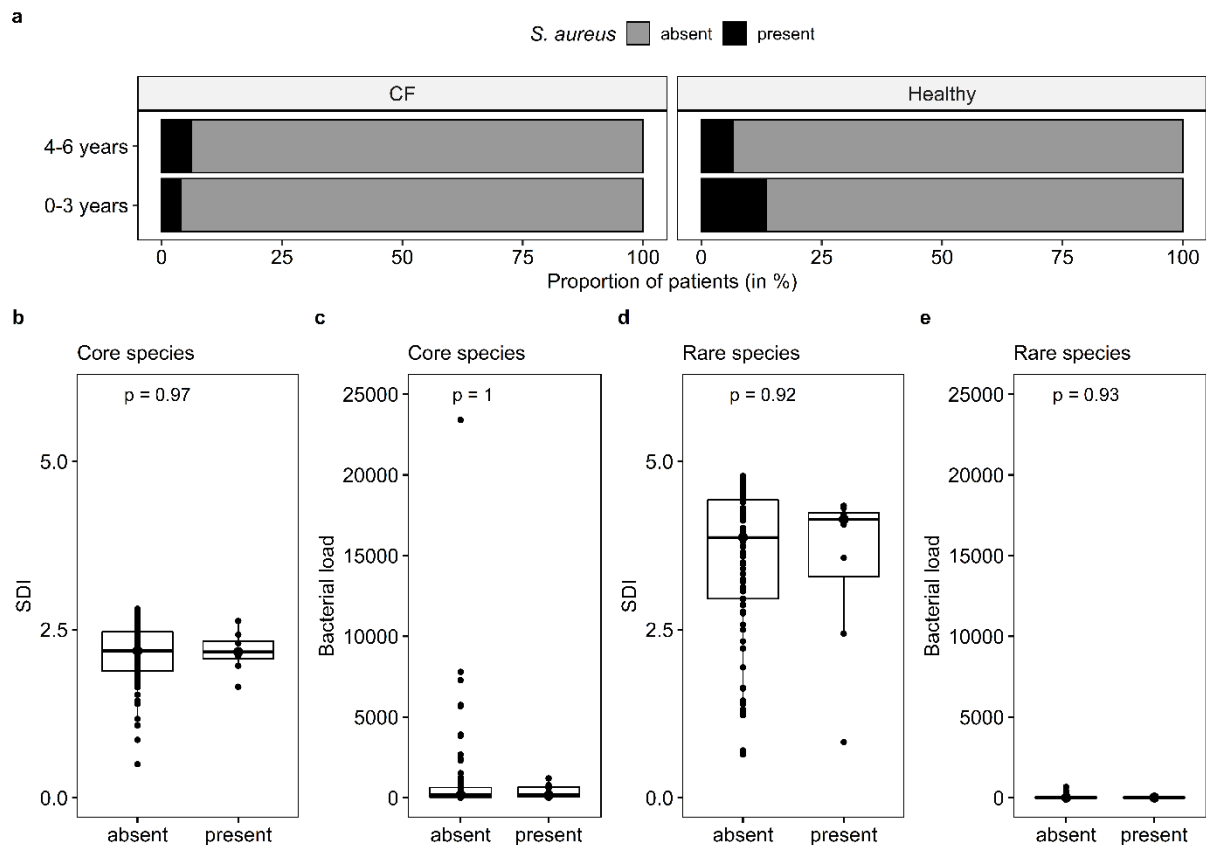 a
S. aureus absent present
CF Healthy
4-6 years
0-3 years
0 25 50 75 100 0 25 50 75 100
Proportion of patients (in %)
b c d e
Core species Core species Rare species Rare species
p = 0.97 p = 1 p = 0.92 p = 0.93
SDI
5.0
2.5
0.0
absent present
Bacterial load
25000
20000
15000
10000
5000
0
absent present
SDI
5.0
2.5
0.0
absent present
Bacterial load
25000
20000
15000
10000
5000
0
absent present